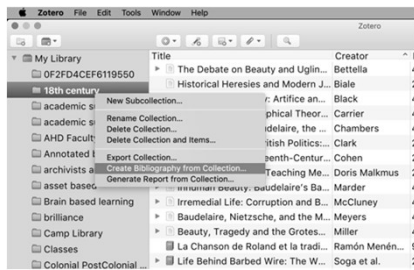 Zotero File Edit Tools Window Help
Zotero
My Library
0F2FD4CEF6119550
18th century
academic s
academic s
academic s
AHD Facult
Annotated b
archivists a
asset based
Brain based learning
brilliance
Camp Library
Classes
Colonial PostColonial ...
New Subcollection...
Rename Collection...
Delete Collection...
Delete Collection and Items...
Export Collection...
Create Bibliography from Collection...
Generate Report from Collection...
Title Creator
The Debate on Beauty and Uglin... Bettella
Historical Heresies and Modern J... Biale
y: Artifice an... Black
phical Theor... Carrier
delaire, the ... Chambers
itish Politics:... Clark
eenth-Centur... Cohen
Teaching Me... Doris Malkmus
Inhuman Beauty: Baudelaire's Ba... Marder
Irremedial Life: Corruption and B... McCluney
Baudelaire, Nietzsche, and the M... Meyers
Beauty, Tragedy and the Grotes... Miller
La Chanson de Roland et la tradi... Ramón Menén...
Life Behind Barbed Wire: The W... Soga et al.